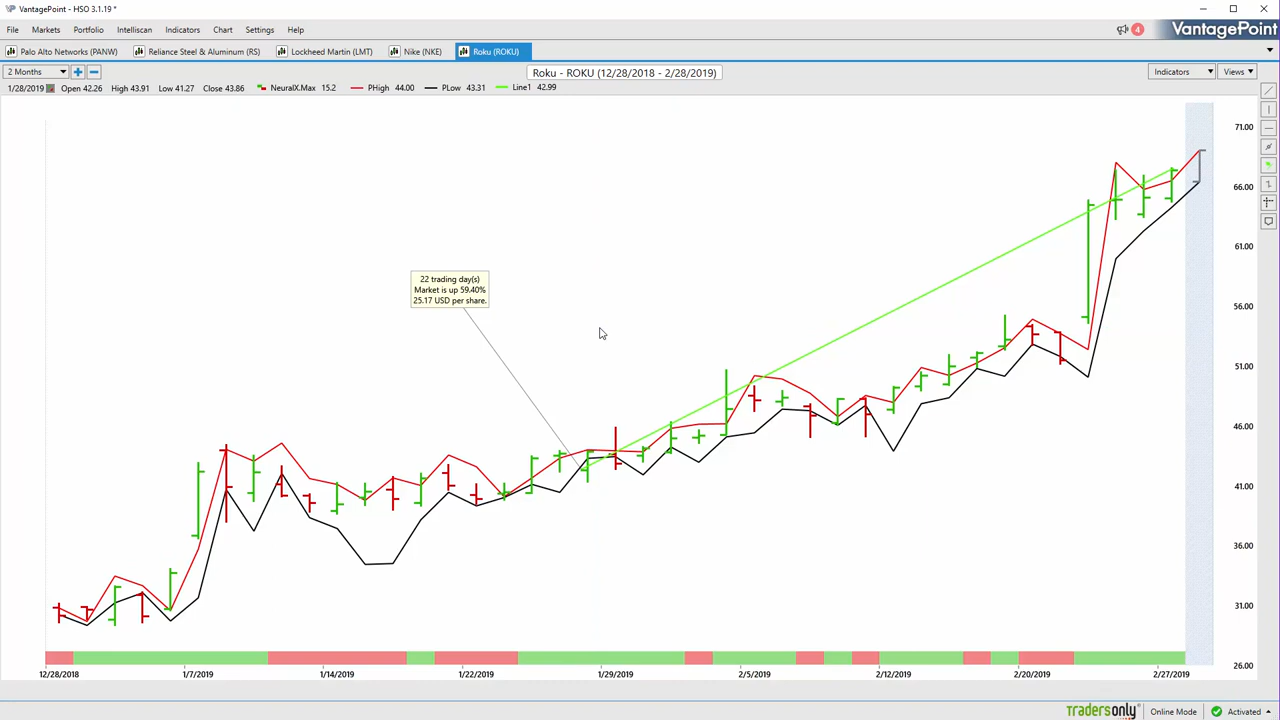 VantagePoint - HSO 3.1.19 *
File Markets Portfolio Intelliscan Indicators Chart Settings Help
4
VantagePoint
Palo Alto Networks (PANW) Reliance Steel & Aluminum (RS) Lockheed Martin (LMT) Nike (NKE) Roku (ROKU)
2 Months
Roku - ROKU (12/28/2018 - 2/28/2019)
Indicators Views
1/28/2019 Open 42.26 High 43.91 Low 41.27 Close 43.86 NeuralX.Max 15.2 PHigh 44.00 PLow 43.31 Line1 42.99
71.00
66.00
61.00
56.00
22 trading day(s)
Market is up 59.40%
25.17 USD per share.
51.00
46.00
41.00
36.00
31.00
26.00
12/28/2018 1/7/2019 1/14/2019 1/22/2019 1/29/2019 2/5/2019 2/12/2019 2/20/2019 2/27/2019
tradersonly Online Mode Activated